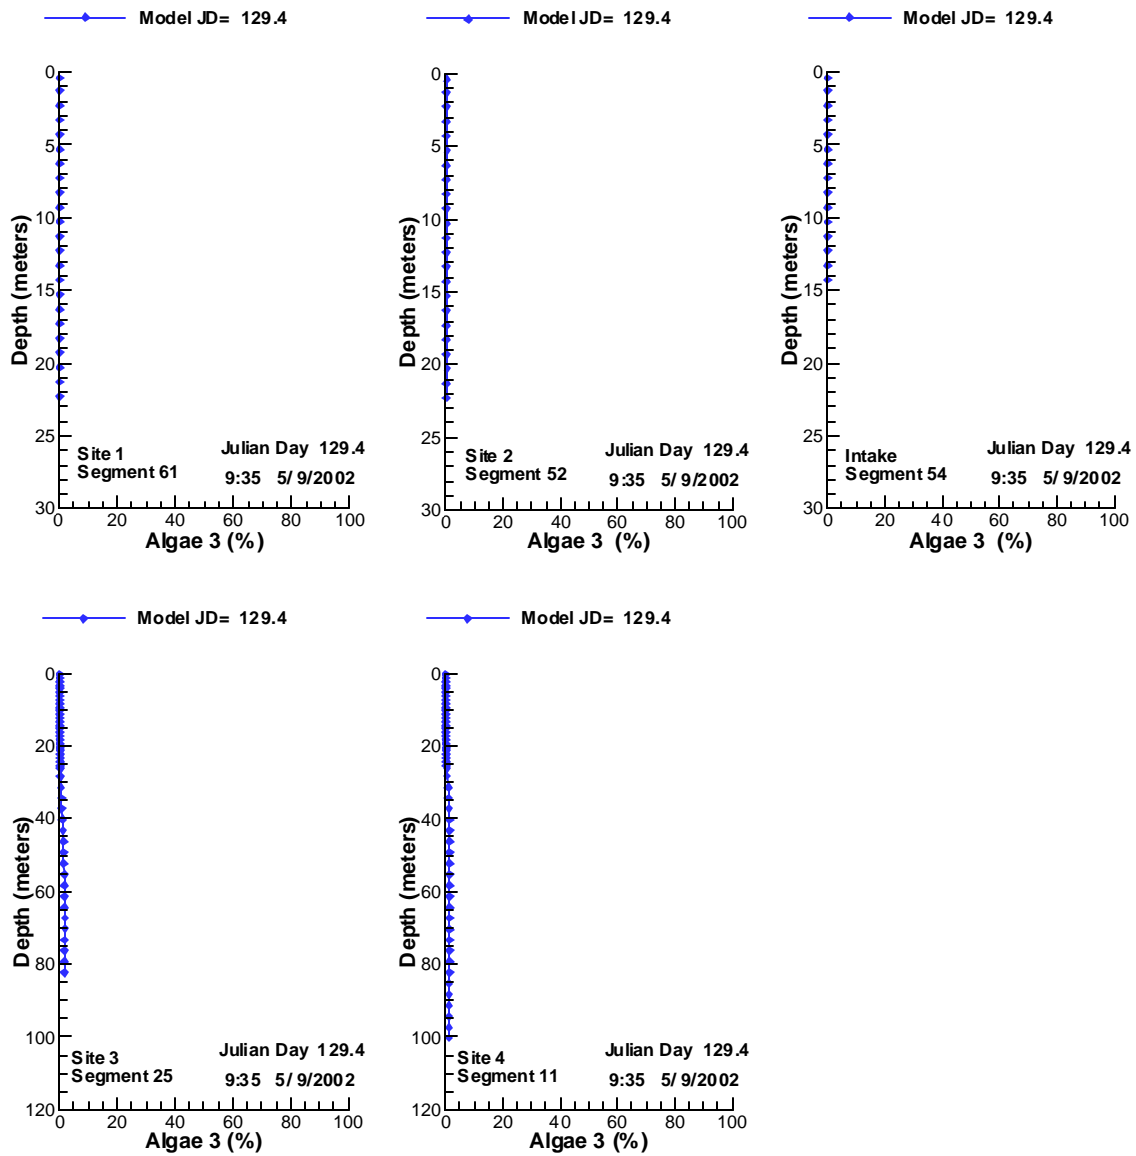 Model JD= 129.4
0
5
10
15
20
25
30
Depth (meters)
Site 1
Segment 61
Julian Day 129.4
9:35 5/ 9/2002
0 20 40 60 80 100
Algae 3 (%)
Model JD= 129.4
0
5
10
15
20
25
30
Depth (meters)
Site 2
Segment 52
Julian Day 129.4
9:35 5/ 9/2002
0 20 40 60 80 100
Algae 3 (%)
Model JD= 129.4
0
5
10
15
20
25
30
Depth (meters)
Intake
Segment 54
Julian Day 129.4
9:35 5/ 9/2002
0 20 40 60 80 100
Algae 3 (%)
Model JD= 129.4
0
20
40
60
80
100
120
Depth (meters)
Site 3
Segment 25
Julian Day 129.4
9:35 5/ 9/2002
0 20 40 60 80 100
Algae 3 (%)
Model JD= 129.4
0
20
40
60
80
100
120
Depth (meters)
Site 4
Segment 11
Julian Day 129.4
9:35 5/ 9/2002
0 20 40 60 80 100
Algae 3 (%)